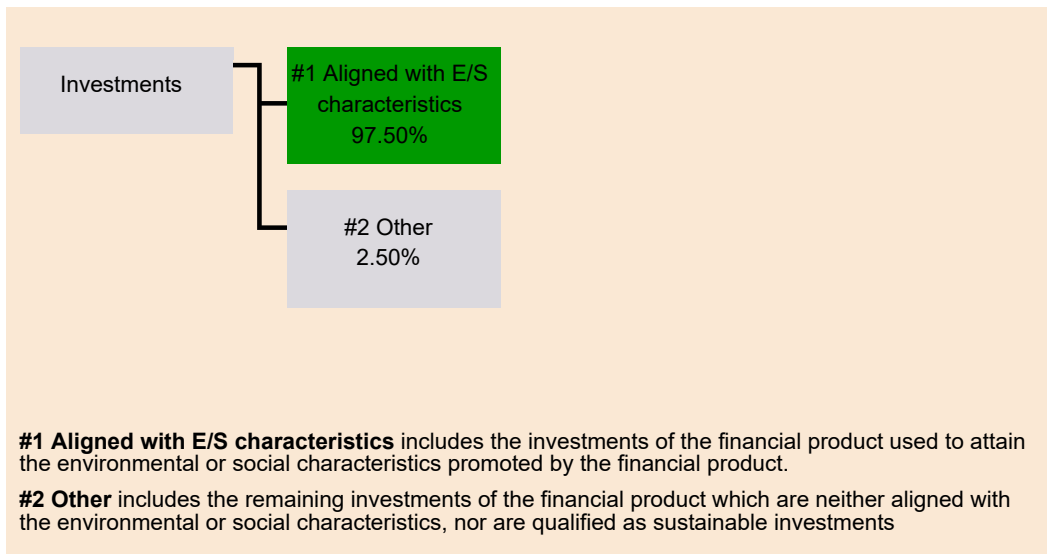 Investments
#1 Aligned with E/S
characteristics
97.50%
#2 Other
2.50%
#1 Aligned with E/S characteristics includes the investments of the financial product used to attain
the environmental or social characteristics promoted by the financial product.
#2 Other includes the remaining investments of the financial product which are neither aligned with
the environmental or social characteristics, nor are qualified as sustainable investments